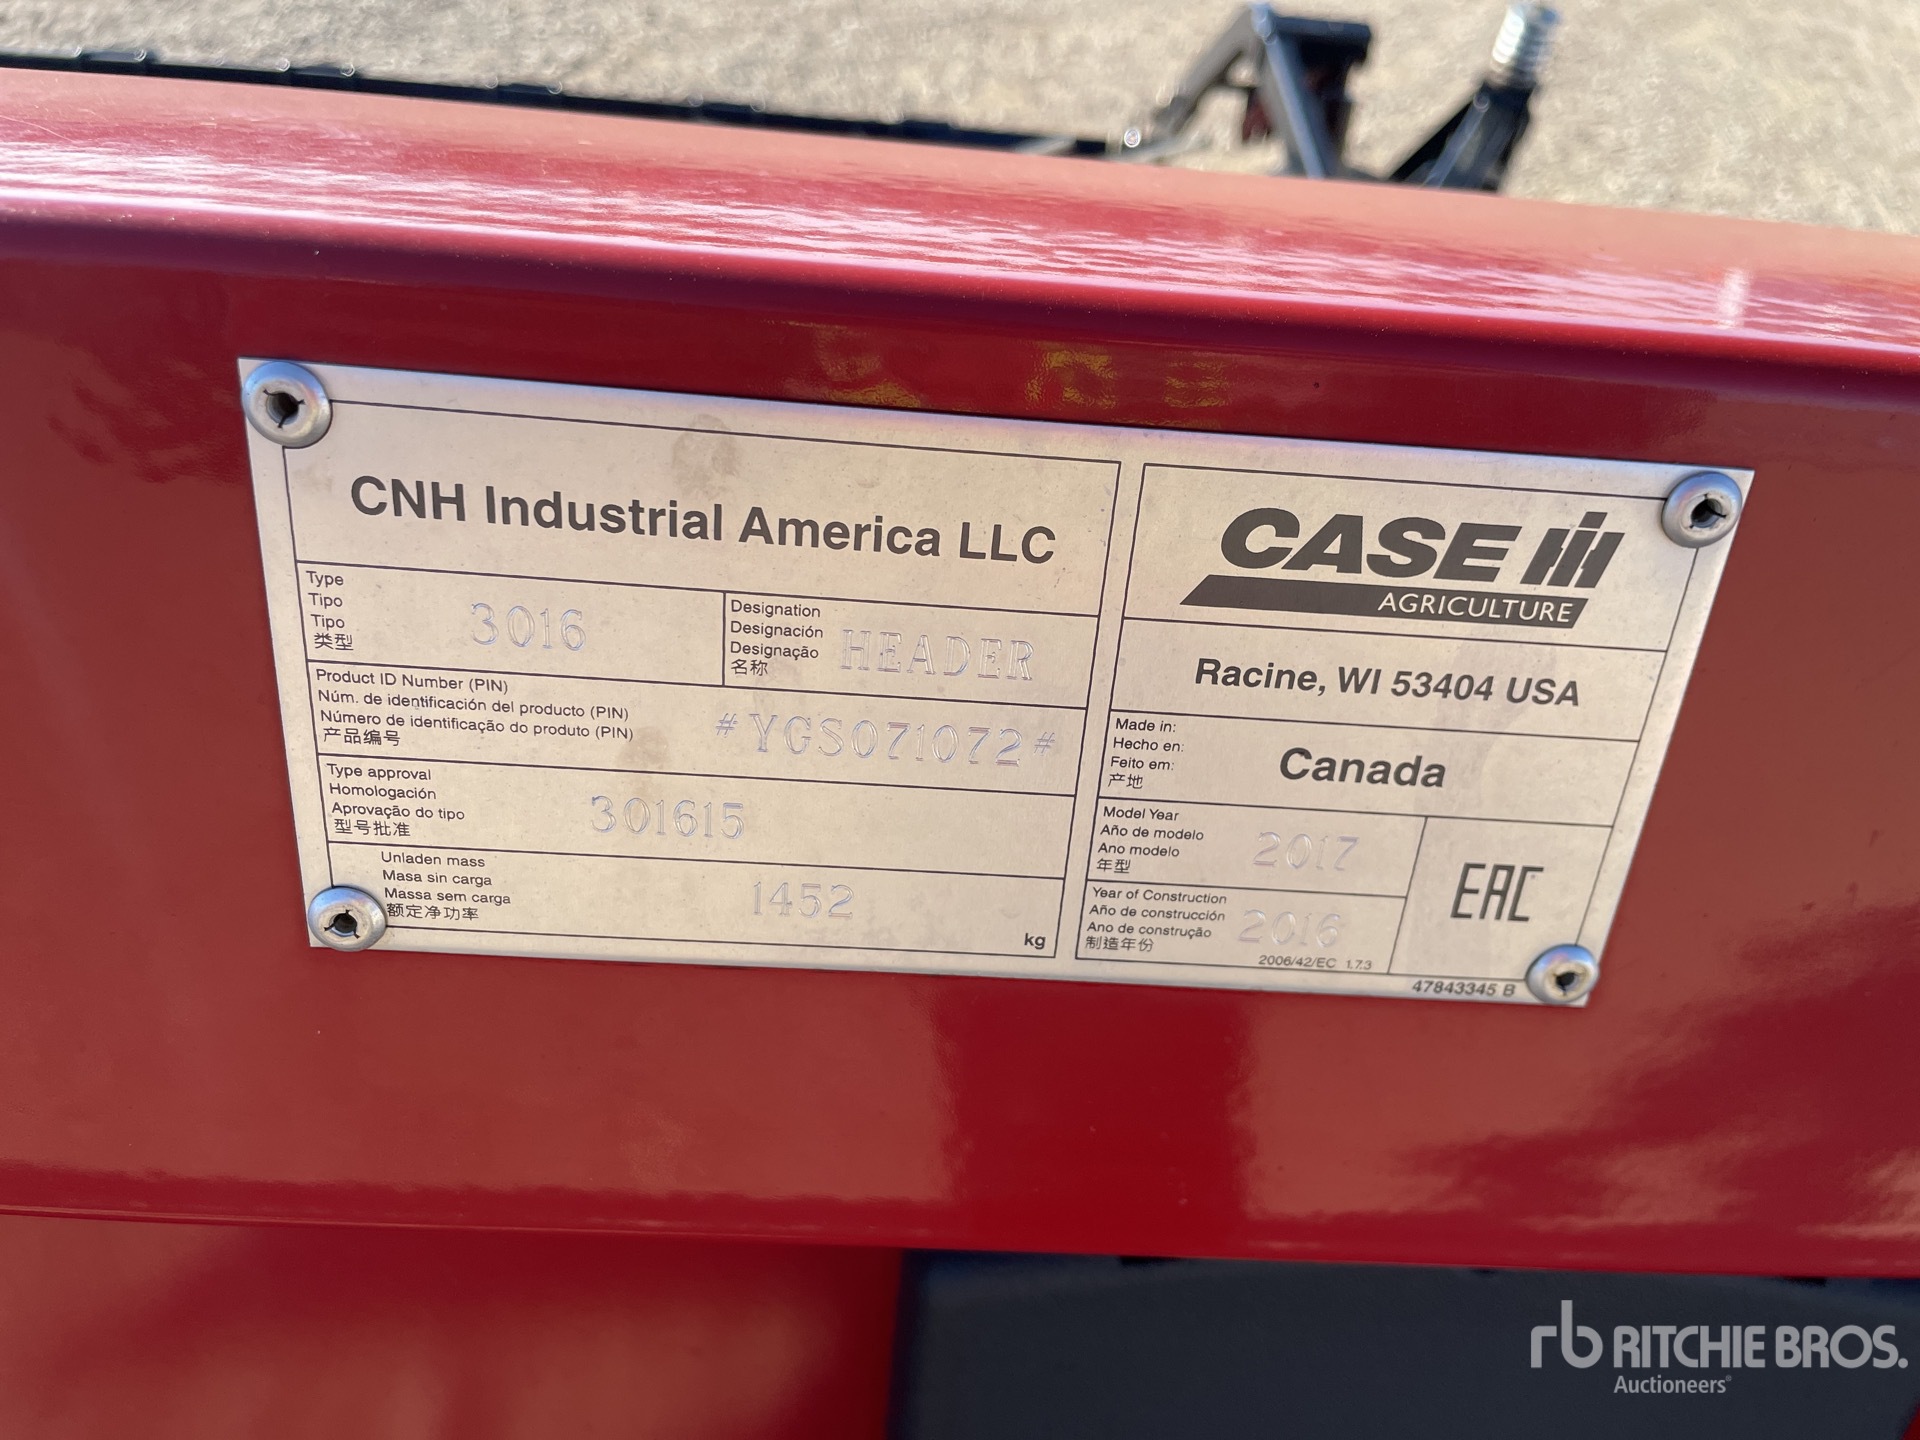 CNH Industrial America LLC
Type
Tipo
Tipo
类型
3016
Designation
Designación
Designação
名称
HEADER
Product ID Number (PIN)
Núm. de identificación del producto (PIN)
Número de identificação do produto (PIN)
产品编号
#YGS071072#
Type approval
Homologación
Aprovação do tipo
型号批准
301615
Unladen mass
Masa sin carga
Massa sem carga
额定净功率
1452
kg
CASE IH
AGRICULTURE
Racine, WI 53404 USA
Made in:
Hecho en:
Feito em:
产地
Canada
Model Year
Año de modelo
Ano modelo
年型
2017
Year of Construction
Año de construcción
Ano de construção
制造年份
2016
2006/42/EC 1.7.3
EAC
47843345 B
rb RITCHIE BROS.
Auctioneers®